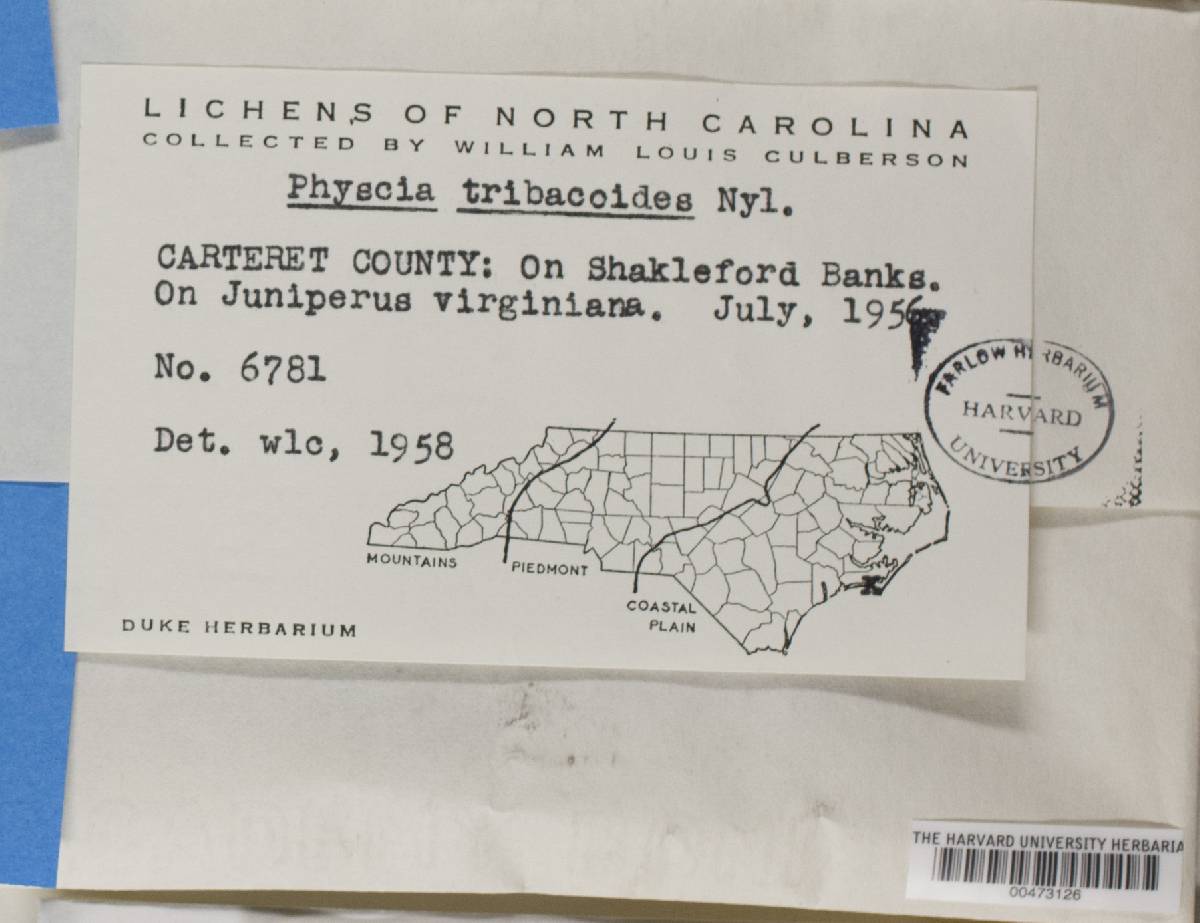 LICHENS OF NORTH CAROLINA
COLLECTED BY WILLIAM LOUIS CULBERSON
Physcia tribacoides Nyl.
CARTERET COUNTY: On Shakleford Banks.
On Juniperus virginiana. July, 1956
No. 6781
Det. wlc, 1958
FARLOW HERBARIUM
HARVARD
UNIVERSITY
MOUNTAINS
PIEDMONT
COASTAL
PLAIN
X
DUKE HERBARIUM
THE HARVARD UNIVERSITY HERBARIA
00473126